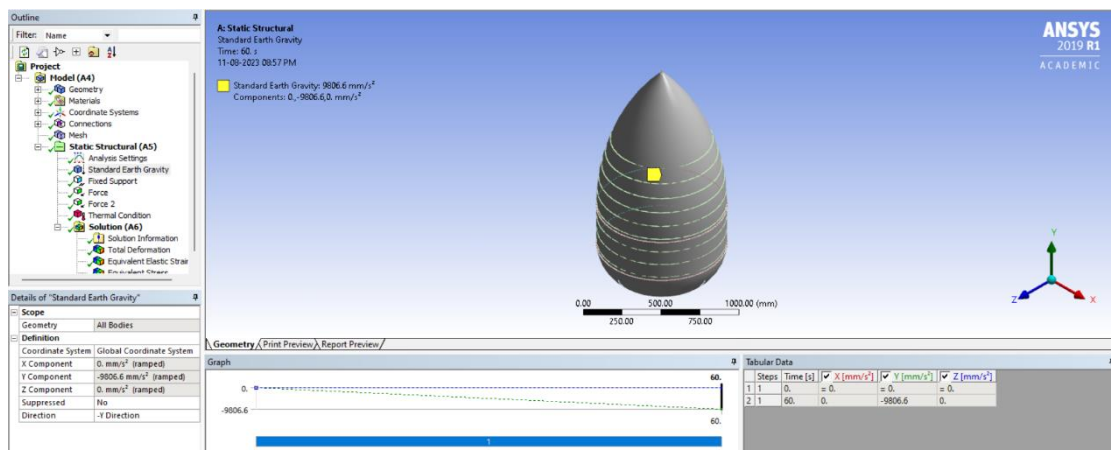 Outline
Filter: Name
Project
Model (A4)
Geometry
Materials
Coordinate Systems
Connections
Mesh
Static Structural (A5)
Analysis Settings
Standard Earth Gravity
Fixed Support
Force
Force 2
Thermal Condition
Solution (A6)
Solution Information
Total Deformation
Equivalent Elastic Strair
Equivalent Stress
Details of "Standard Earth Gravity"
Scope
Geometry All Bodies
Definition
Coordinate System Global Coordinate System
X Component 0. mm/s² (ramped)
Y Component -9806.6 mm/s² (ramped)
Z Component 0. mm/s² (ramped)
Suppressed No
Direction -Y Direction
A: Static Structural
Standard Earth Gravity
Time: 60. s
11-08-2023 08:57 PM
Standard Earth Gravity: 9806.6 mm/s²
Components: 0.,-9806.6,0. mm/s²
ANSYS
2019 R1
ACADEMIC
0.00 500.00 1000.00 (mm)
250.00 750.00
Y
Z X
Geometry Print Preview Report Preview
Graph
60.
0.
-9806.6
60.
1
Tabular Data
Steps Time [s] X [mm/s²] Y [mm/s²] Z [mm/s²]
1 1 0. = 0. = 0. = 0.
2 1 60. 0. -9806.6 0.